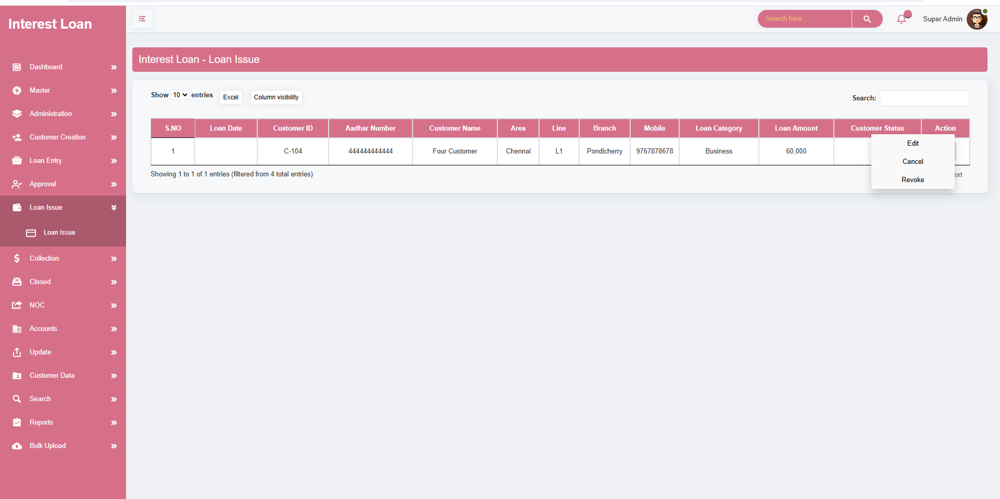 Interest Loan
Search here ...
Super Admin
Dashboard
Master
Administration
Customer Creation
Loan Entry
Approval
Loan Issue
Loan Issue
Collection
Closed
NOC
Accounts
Update
Customer Data
Search
Reports
Bulk Upload
Interest Loan - Loan Issue
Show 10 entries Excel Column visibility Search:
S.NO Loan Date Customer ID Aadhar Number Customer Name Area Line Branch Mobile Loan Category Loan Amount Customer Status Action
1 C-104 444444444444 Four Customer Chennai L1 Pondicherry 9767878678 Business 60,000
Edit
Cancel
Revoke
Showing 1 to 1 of 1 entries (filtered from 4 total entries) ext